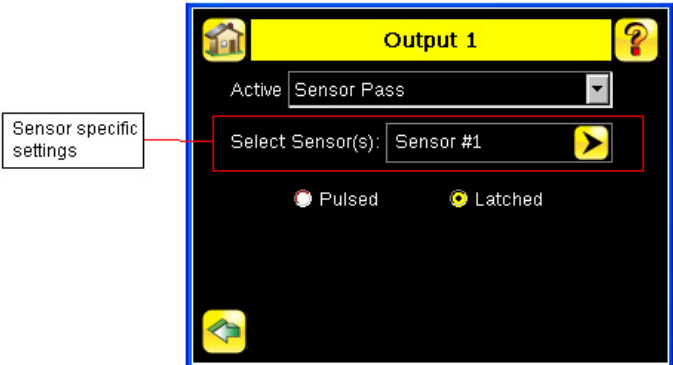 Output 1
?
Active Sensor Pass
Sensor specific
settings
Select Sensor(s): Sensor #1
Pulsed Latched